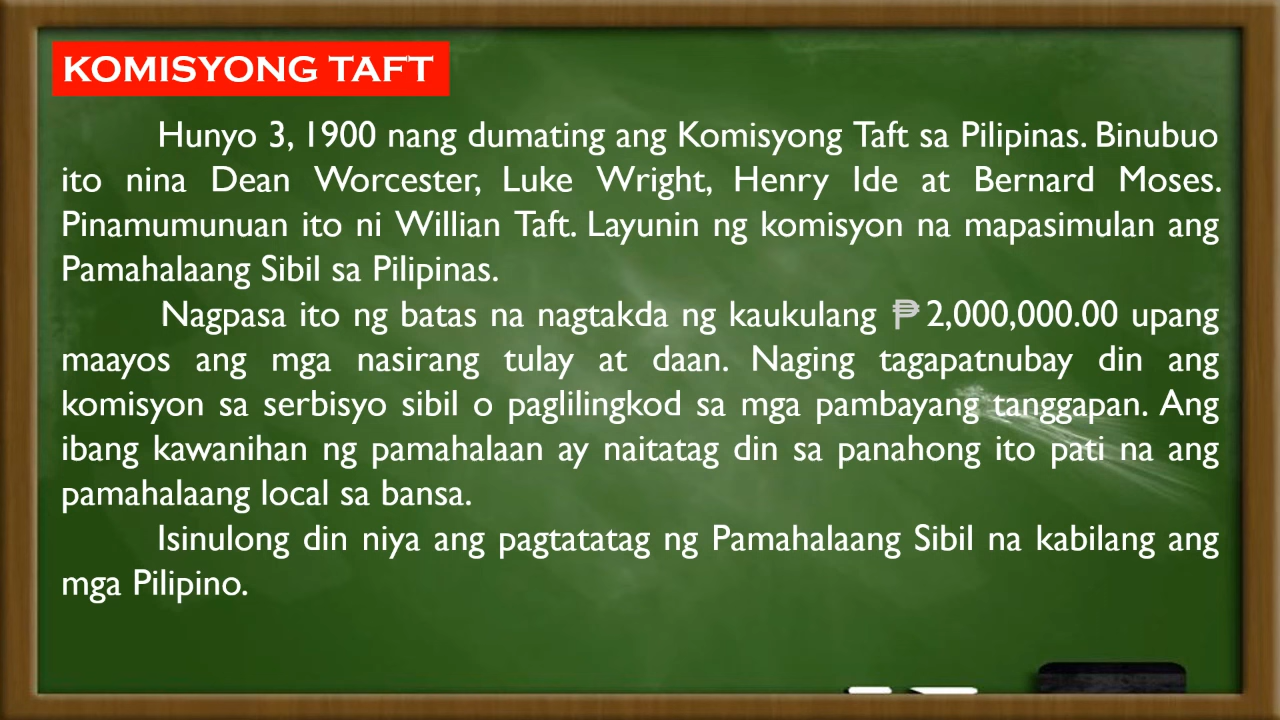 KOMISYONG TAFT
Hunyo 3, 1900 nang dumating ang Komisyong Taft sa Pilipinas. Binubuo
ito nina Dean Worcester, Luke Wright, Henry Ide at Bernard Moses.
Pinamumunuan ito ni Willian Taft. Layunin ng komisyon na mapasimulan ang
Pamahalaang Sibil sa Pilipinas.
Nagpasa ito ng batas na nagtakda ng kaukulang ₱ 2,000,000.00 upang
maayos ang mga nasirang tulay at daan. Naging tagapatnubay din ang
komisyon sa serbisyo sibil o paglilingkod sa mga pambayang tanggapan. Ang
ibang kawanihan ng pamahalaan ay naitatag din sa panahong ito pati na ang
pamahalaang local sa bansa.
Isinulong din niya ang pagtatatag ng Pamahalaang Sibil na kabilang ang
mga Pilipino.